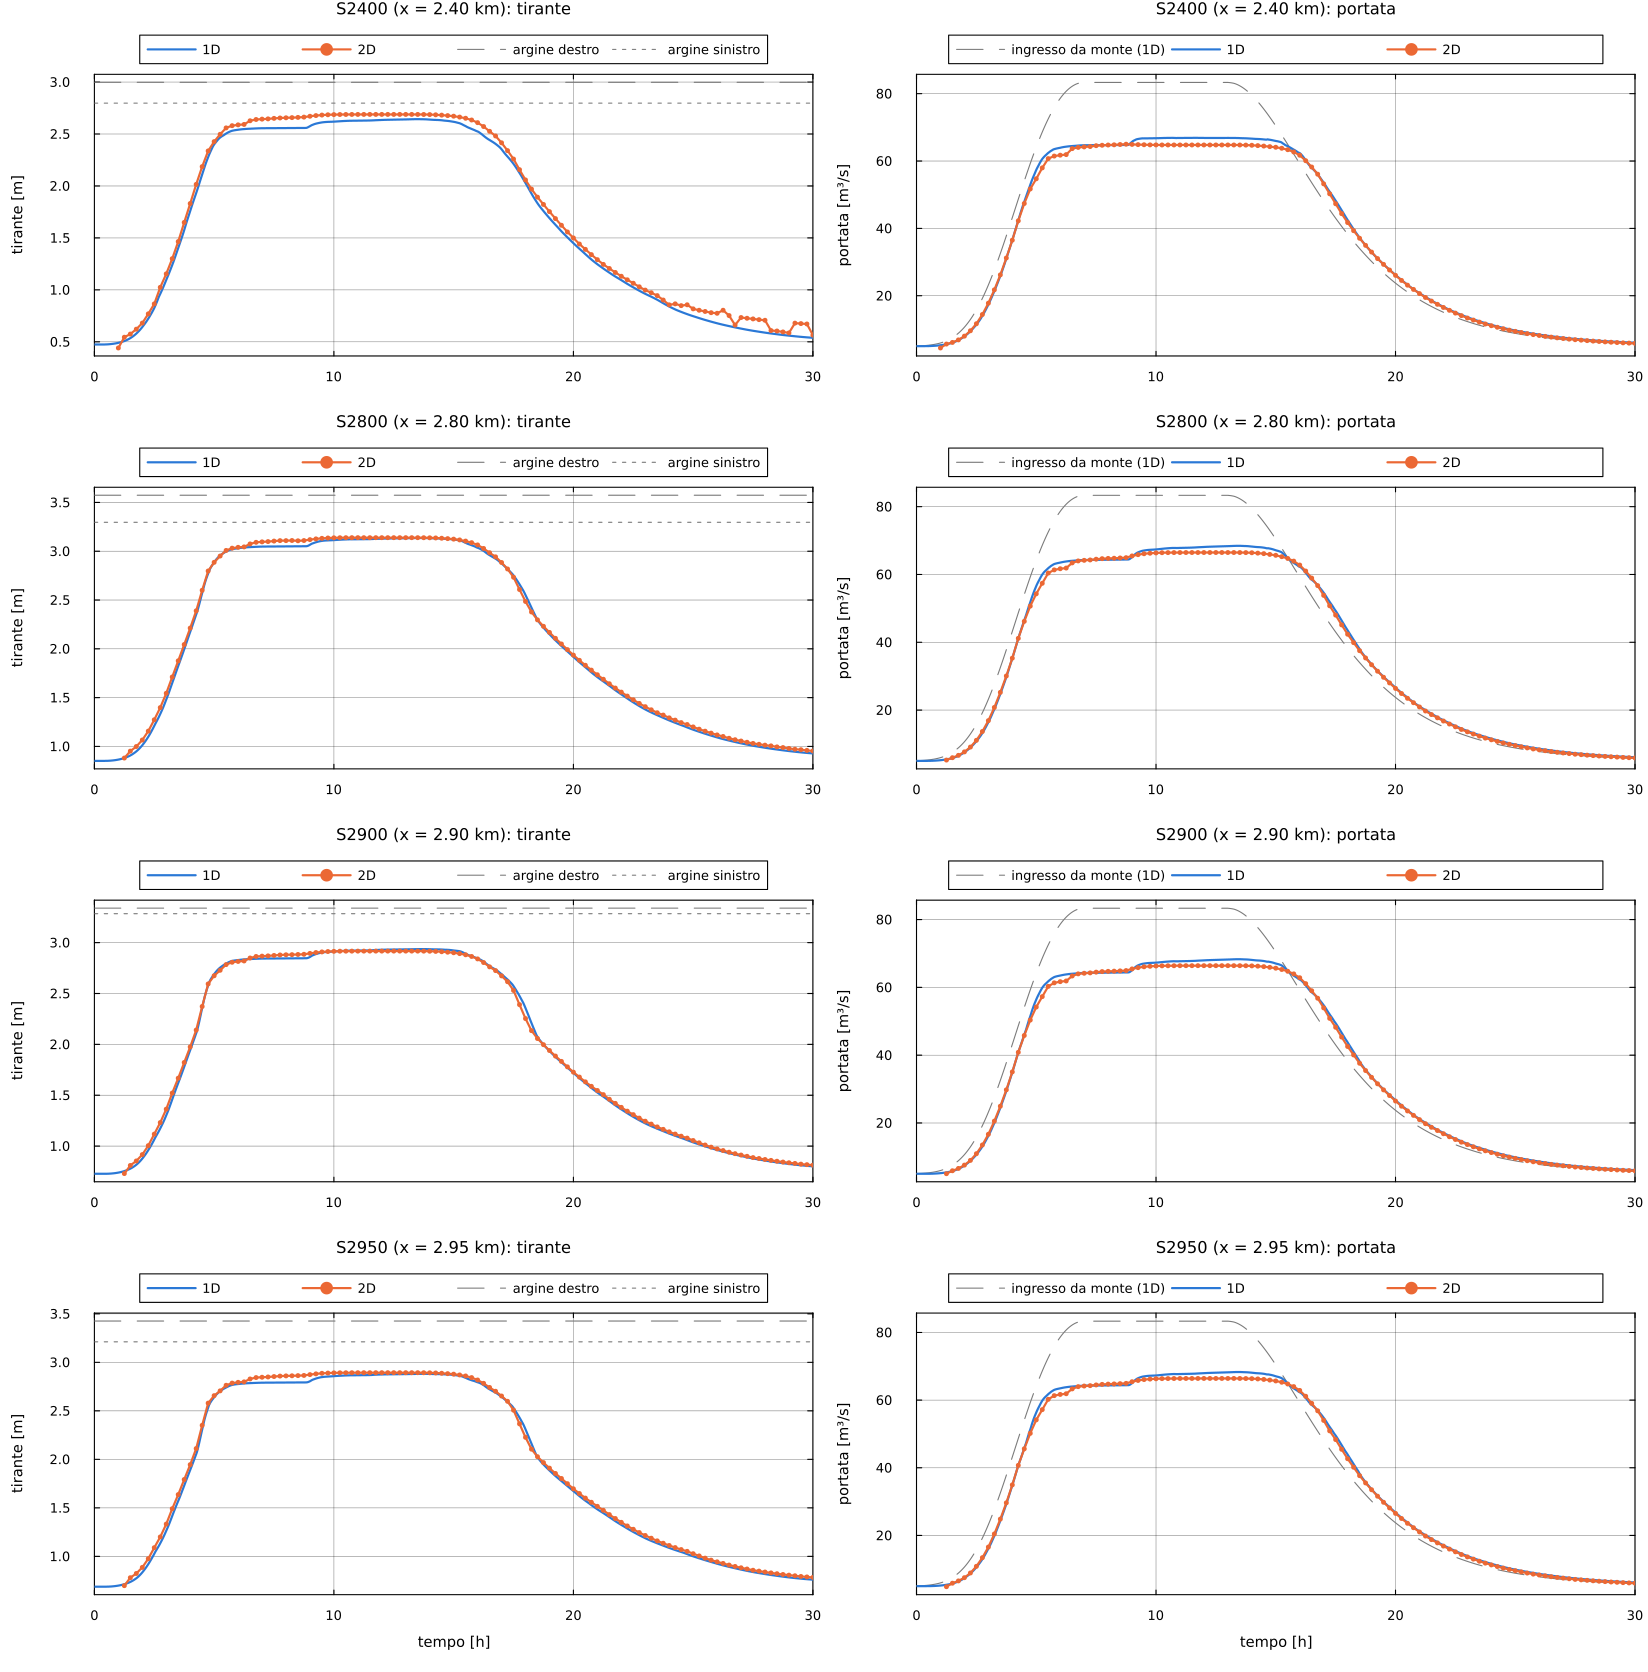 S2400 (x = 2.40 km): tirante
1D 2D argine destro argine sinistro
tirante [m]
3.0
2.5
2.0
1.5
1.0
0.5
0 10 20 30
S2400 (x = 2.40 km): portata
ingresso da monte (1D) 1D 2D
portata [m³/s]
80
60
40
20
0 10 20 30
S2800 (x = 2.80 km): tirante
1D 2D argine destro argine sinistro
tirante [m]
3.5
3.0
2.5
2.0
1.5
1.0
0 10 20 30
S2800 (x = 2.80 km): portata
ingresso da monte (1D) 1D 2D
portata [m³/s]
80
60
40
20
0 10 20 30
S2900 (x = 2.90 km): tirante
1D 2D argine destro argine sinistro
tirante [m]
3.0
2.5
2.0
1.5
1.0
0 10 20 30
S2900 (x = 2.90 km): portata
ingresso da monte (1D) 1D 2D
portata [m³/s]
80
60
40
20
0 10 20 30
S2950 (x = 2.95 km): tirante
1D 2D argine destro argine sinistro
tirante [m]
3.5
3.0
2.5
2.0
1.5
1.0
0 10 20 30
tempo [h]
S2950 (x = 2.95 km): portata
ingresso da monte (1D) 1D 2D
portata [m³/s]
80
60
40
20
0 10 20 30
tempo [h]